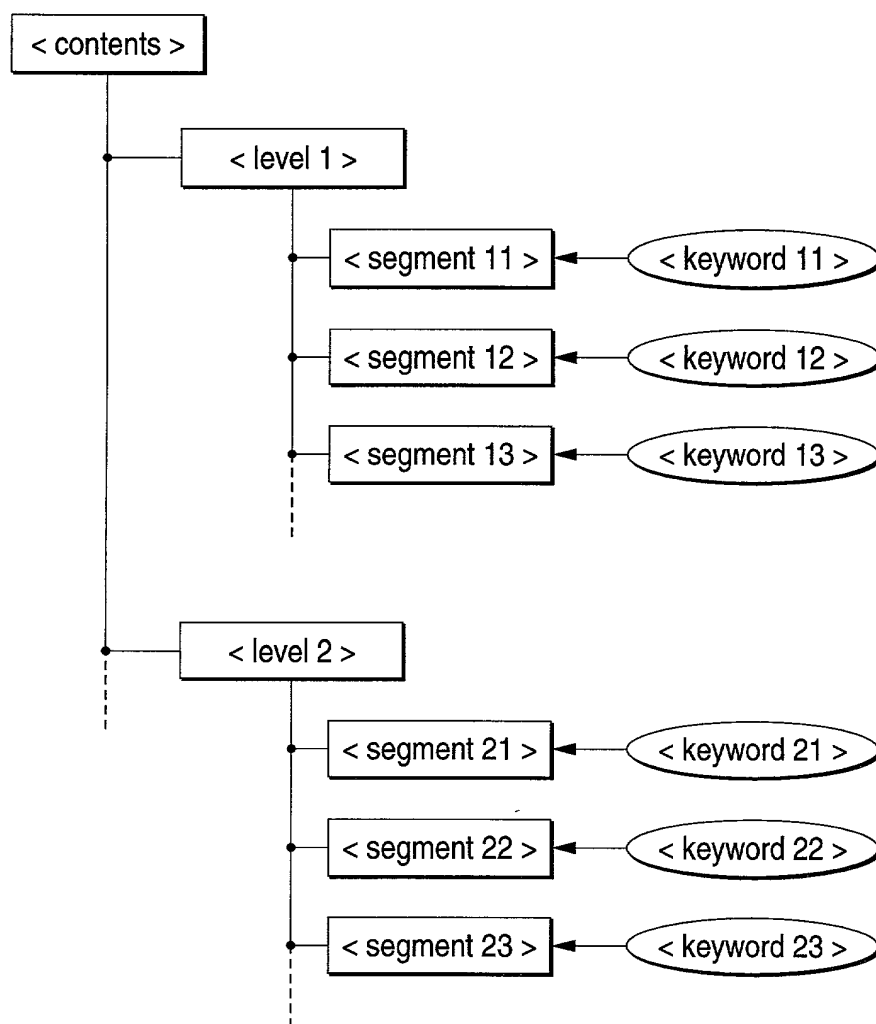 < contents >
< level 1 >
< segment 11 >
< keyword 11 >
< segment 12 >
< keyword 12 >
< segment 13 >
< keyword 13 >
< level 2 >
< segment 21 >
< keyword 21 >
< segment 22 >
< keyword 22 >
< segment 23 >
< keyword 23 >